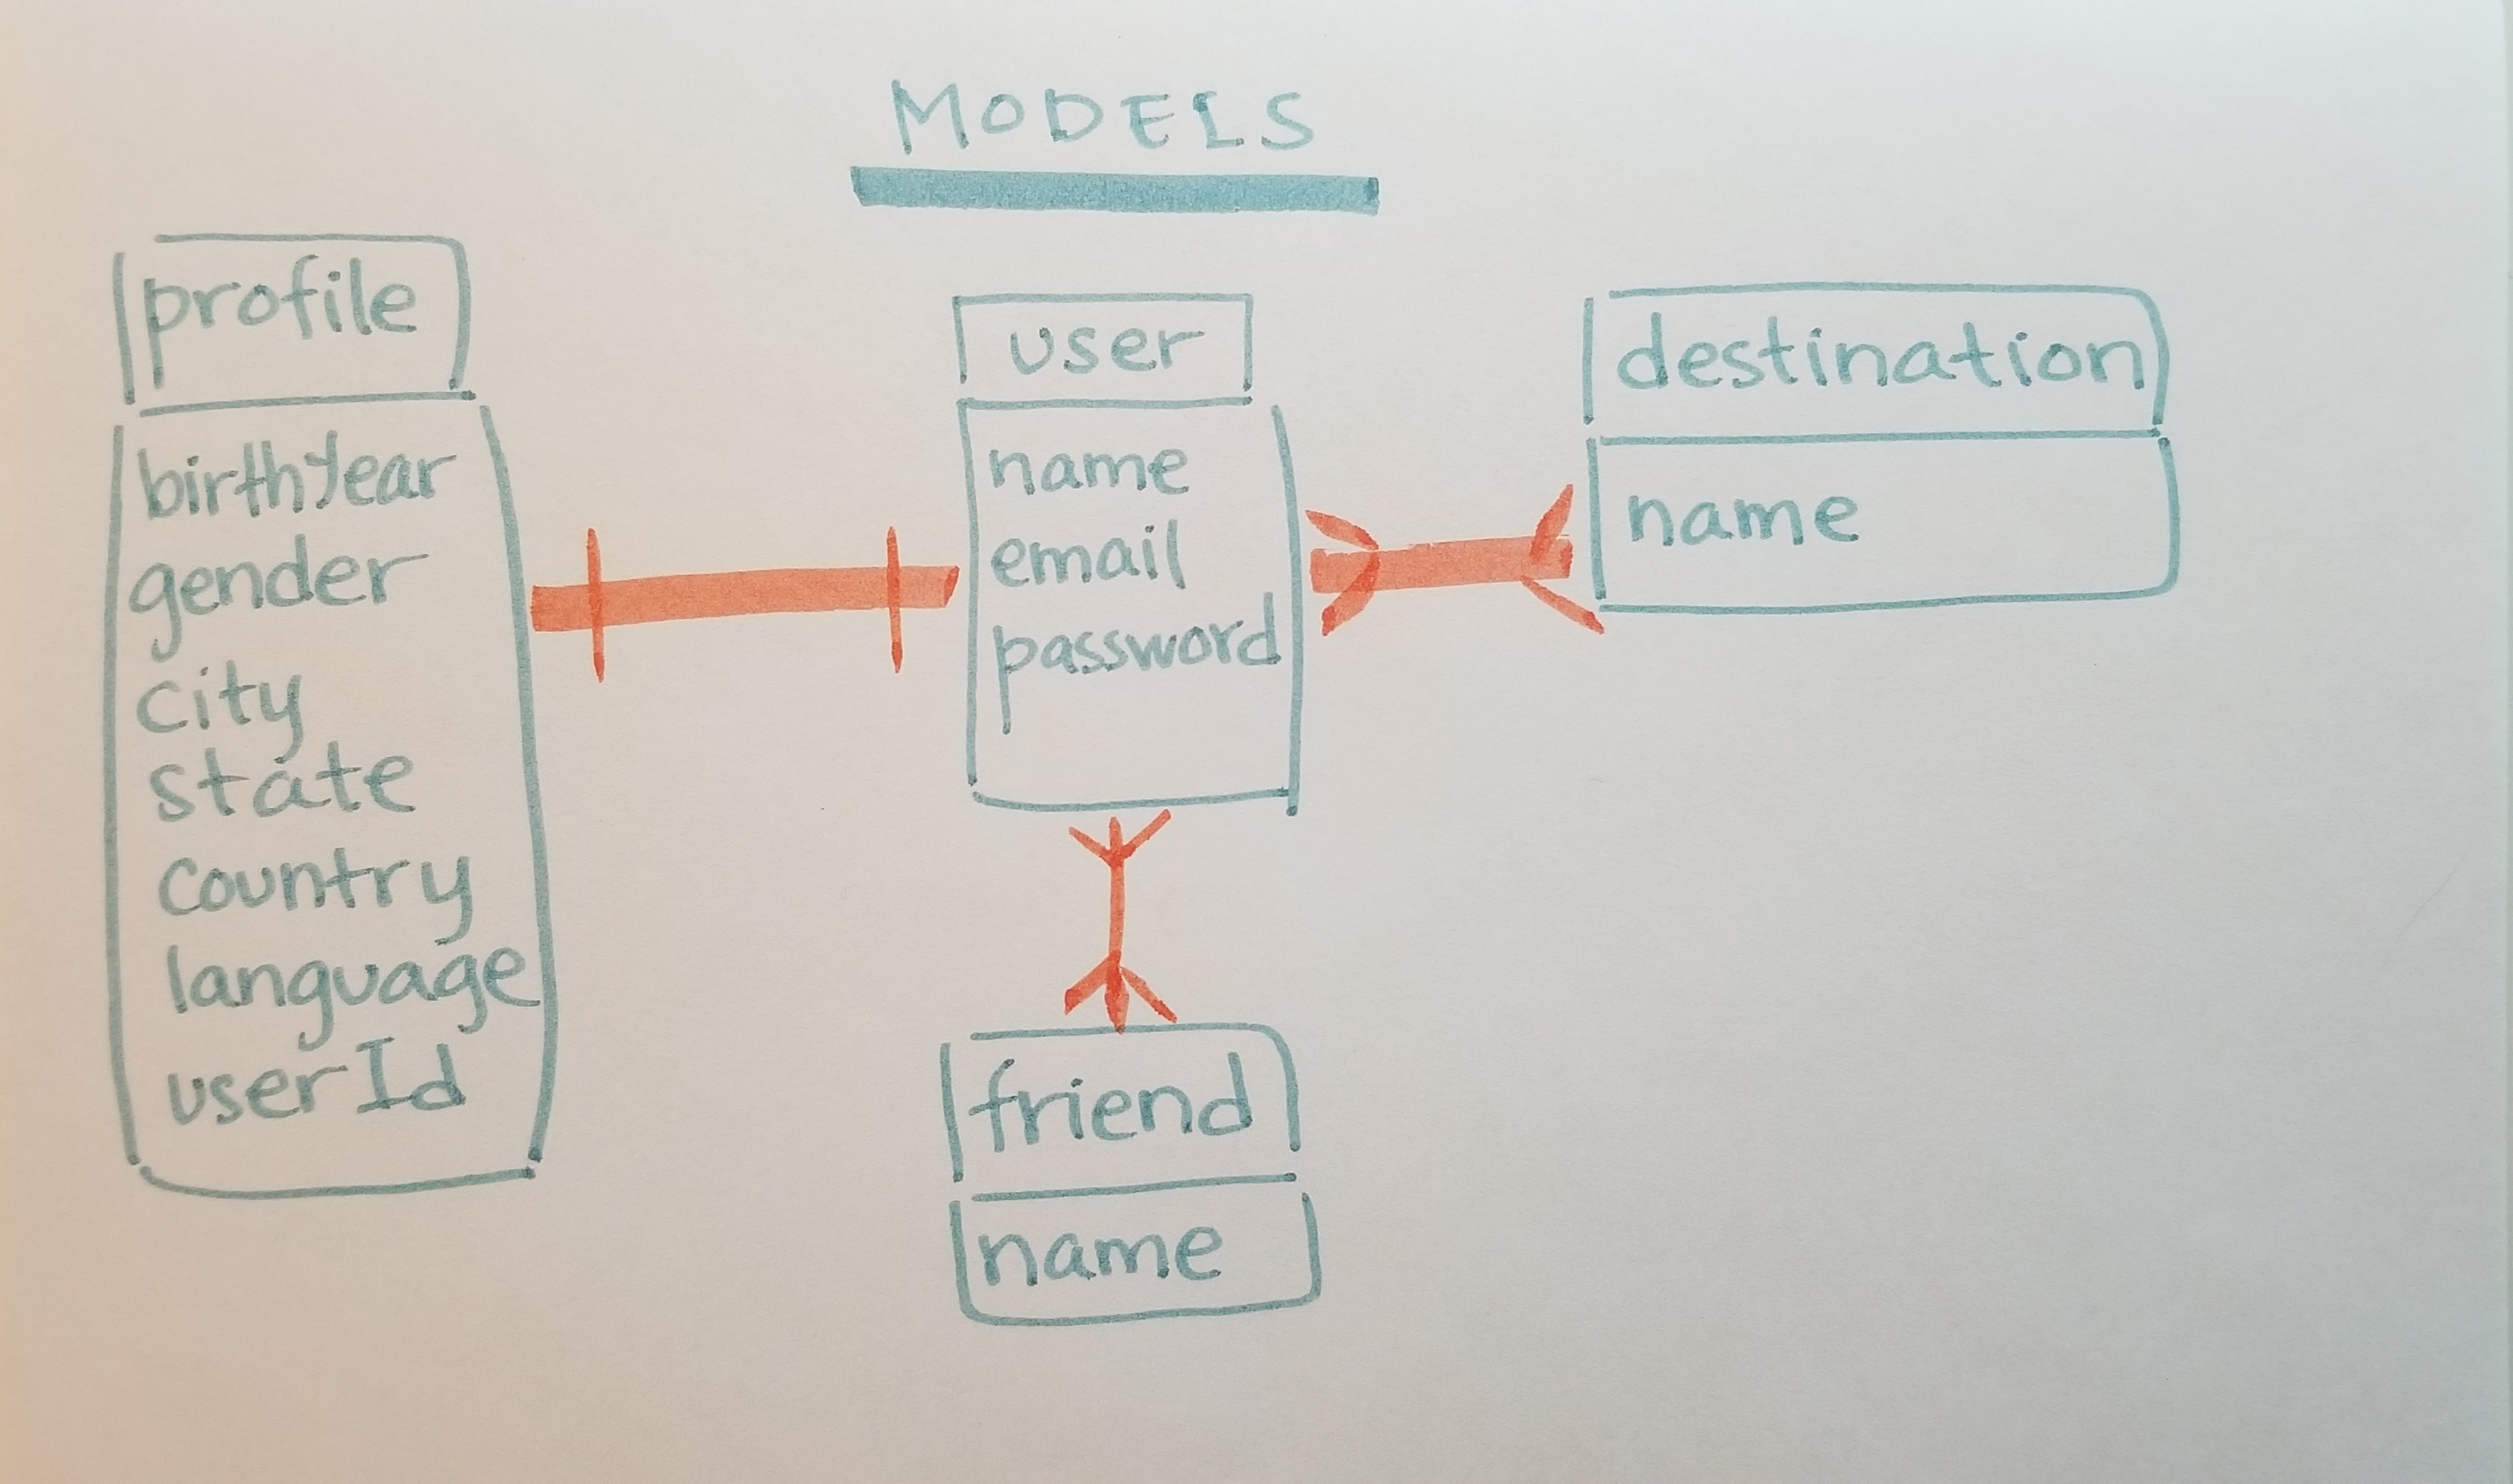 MODELS
profile
birthYear
gender
city
state
country
language
userId
user
name
email
password
destination
name
friend
name